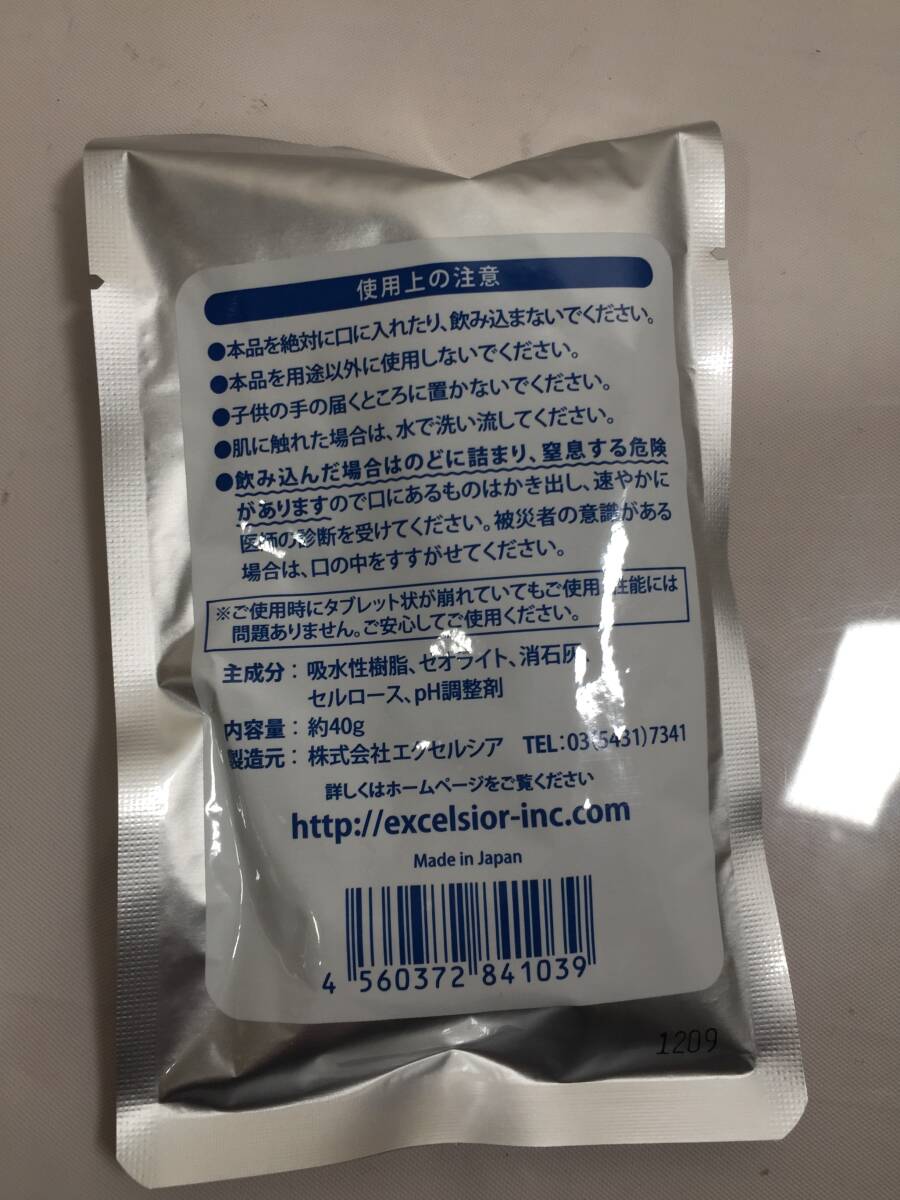 使用上の注意
●本品を絶対に口に入れたり、飲み込まないでください。
●本品を用途以外に使用しないでください。
●子供の手の届くところに置かないでください。
●肌に触れた場合は、水で洗い流してください。
●飲み込んだ場合はのどに詰まり、窒息する危険
がありますので口にあるものはかき出し、速やかに
医師の診断を受けてください。被災者の意識がある
場合は、口の中をすすがせてください。
※ご使用時にタブレット状が崩れていてもご使用、性能には
問題ありません。ご安心してご使用ください。
主成分：吸水性樹脂、ゼオライト、消石灰、
セルロース、pH調整剤
内容量：約40g
製造元：株式会社エクセルシア TEL：03(5431)7341
詳しくはホームページをご覧ください
http://excelsior-inc.com
Made in Japan
4 560372 841039
1209